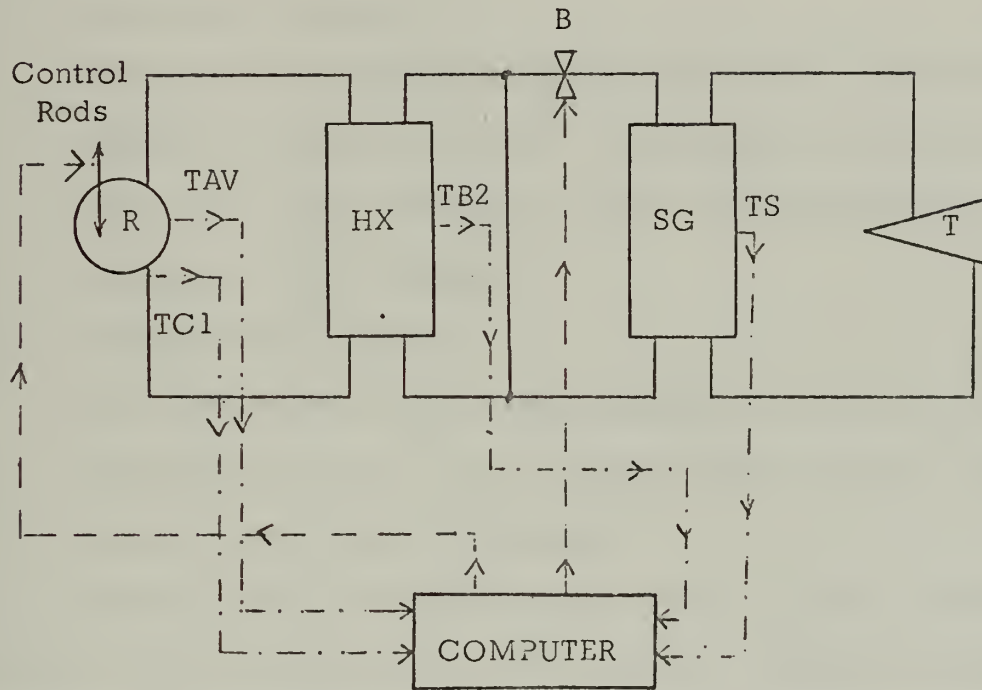 B
Control
Rods
TAV
R
TC1
HX
TB2
SG
TS
T
COMPUTER